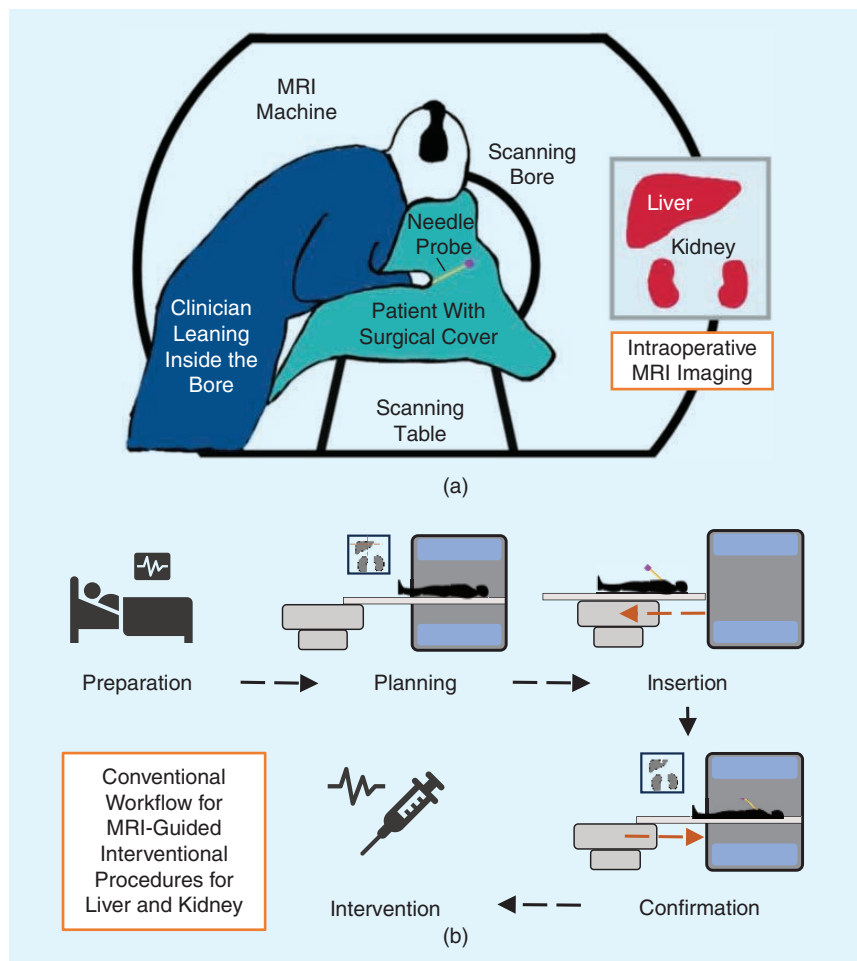 MRI
Machine
Scanning
Bore
Needle
Probe
Clinician
Leaning
Inside the
Bore
Patient With
Surgical Cover
Scanning
Table
Liver
Kidney
Intraoperative
MRI Imaging
(a)
Preparation
Planning
Insertion
Conventional
Workflow for
MRI-Guided
Interventional
Procedures for
Liver and Kidney
Intervention
Confirmation
(b)